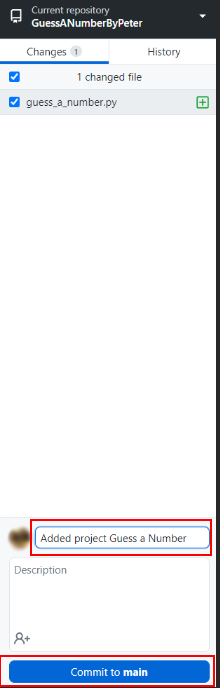 Current repository
GuessANumberByPeter
Changes 1
History
1 changed file
guess_a_number.py
Added project Guess a Number
Description
Commit to main